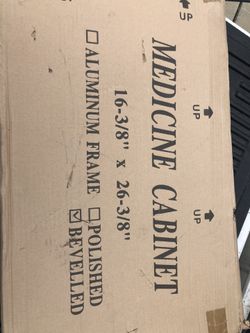 UP
UP
UP
MEDICINE CABINET
16-3/8" x 26-3/8"
☐ ALUMINUM FRAME ☐ POLISHED
☑ BEVELLED